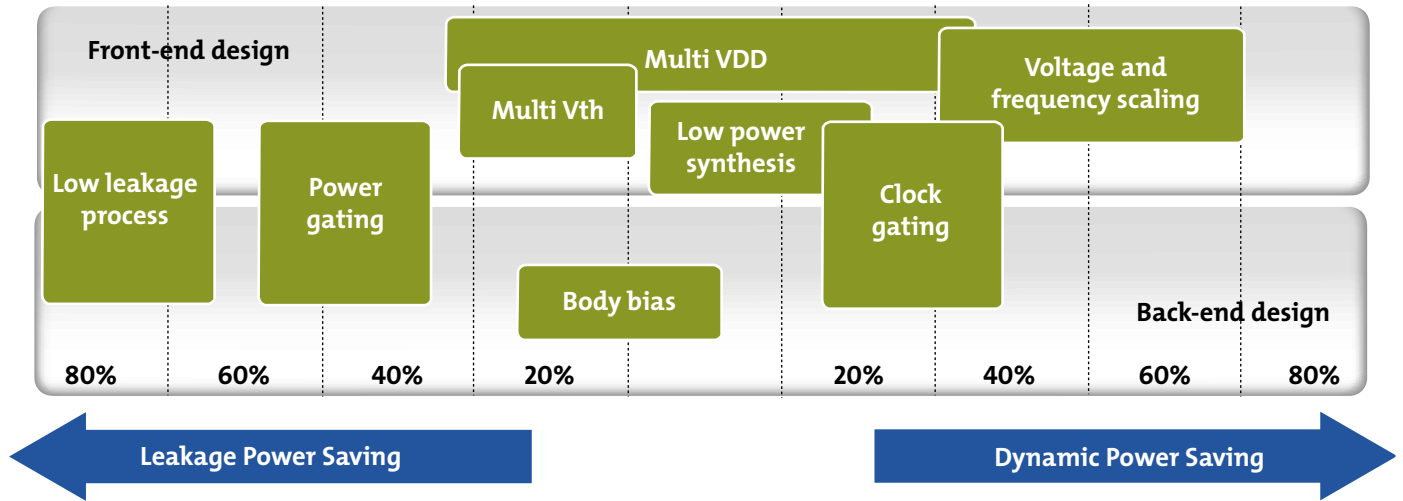 Front-end design
Multi VDD
Voltage and
frequency scaling
Multi Vth
Low power
synthesis
Low leakage
process
Power
gating
Clock
gating
Body bias
Back-end design
80% 60% 40% 20% 20% 40% 60% 80%
Leakage Power Saving
Dynamic Power Saving